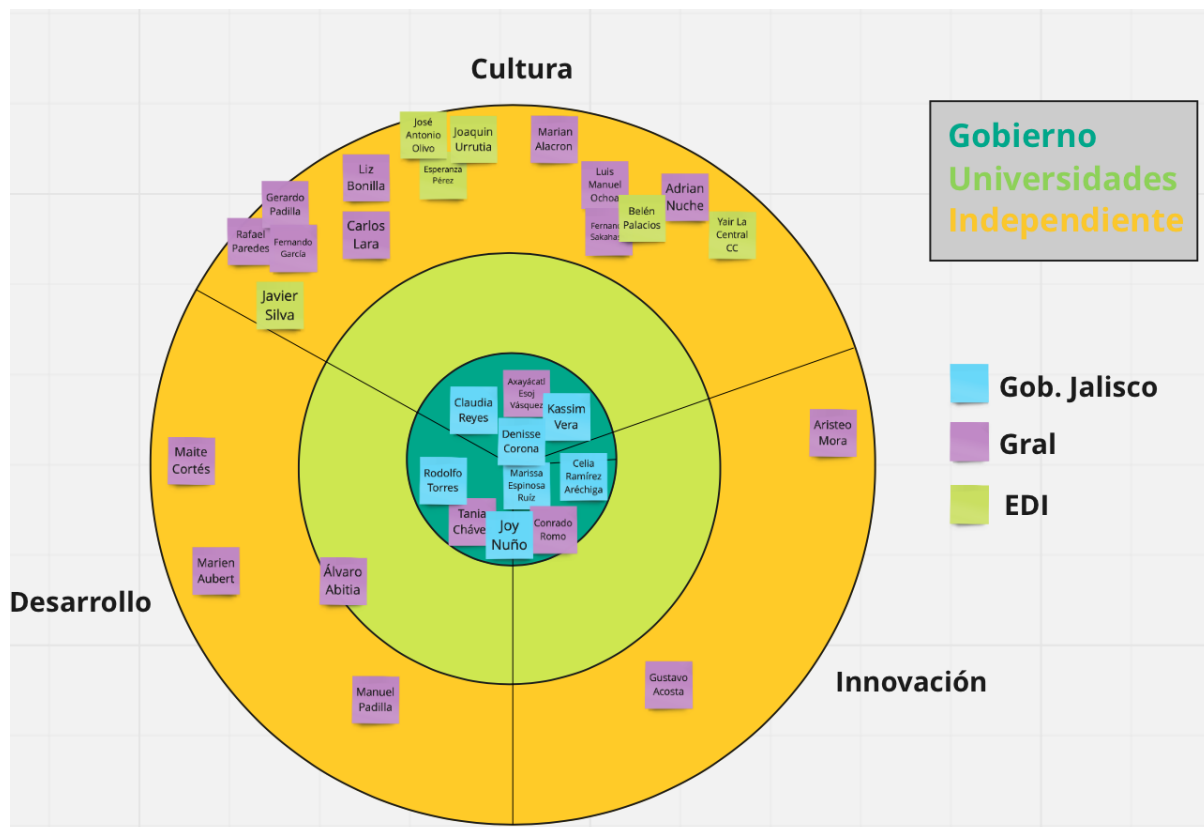 Cultura
José
Antonio
Olivo
Joaquin
Urrutia
Esperanza
Pérez
Marian
Alacron
Liz
Bonilla
Luis
Manuel
Ochoa
Adrian
Nuche
Gerardo
Padilla
Belén
Palacios
Yair La
Central
CC
Carlos
Lara
Rafael
Paredes
Fernando
García
Javier
Silva
Gobierno
Universidades
Independiente
Axayácatl
Esoj
Vásquez
Claudia
Reyes
Kassim
Vera
Denisse
Corona
Rodolfo
Torres
Marissa
Espinosa
Ruíz
Celia
Ramírez
Aréchiga
Tania
Joy
Nuño
Conrado
Romo
Gob. Jalisco
Gral
EDI
Aristeo
Mora
Maite
Cortés
Marien
Aubert
Álvaro
Abitia
Desarrollo
Manuel
Padilla
Gustavo
Acosta
Innovación